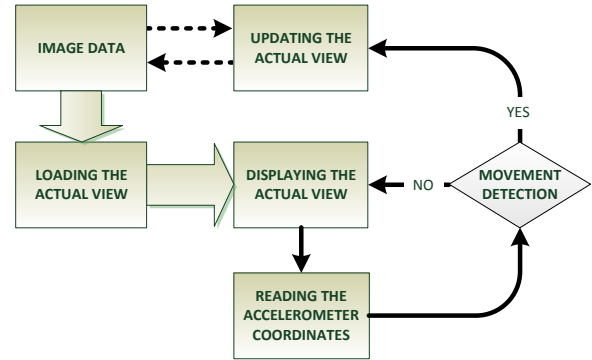 IMAGE DATA
UPDATING THE
ACTUAL VIEW
YES
LOADING THE
ACTUAL VIEW
DISPLAYING THE
ACTUAL VIEW
NO
MOVEMENT
DETECTION
READING THE
ACCELEROMETER
COORDINATES